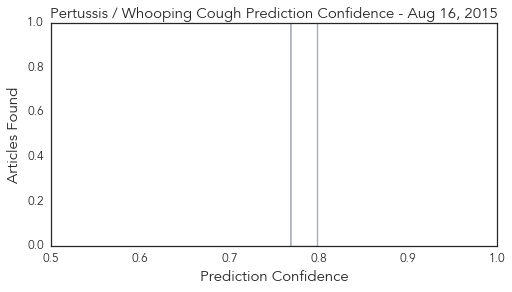 Pertussis / Whooping Cough Prediction Confidence - Aug 16, 2015
1.0
0.8
0.6
0.4
0.2
0.0
Articles Found
0.5 0.6 0.7 0.8 0.9 1.0
Prediction Confidence